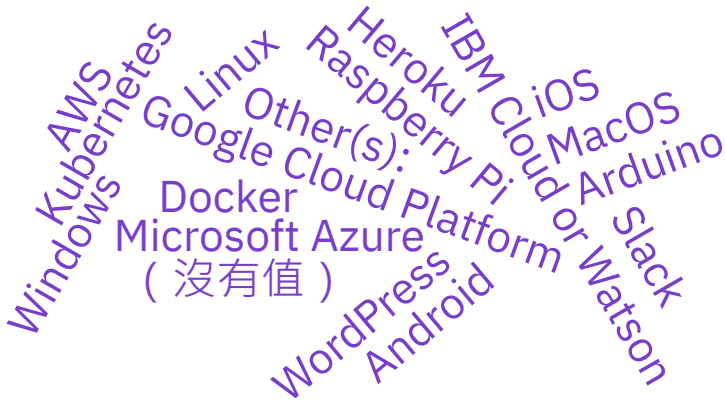 AWS
Kubernetes
Windows
Linux
Google Cloud Platform
Other(s):
Docker
Microsoft Azure
( 沒有值 )
Heroku
Raspberry Pi
IBM Cloud or Watson
iOS
MacOS
Arduino
Slack
WordPress
Android